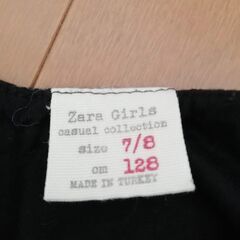 Zara Girls
casual collection
size 7/8
cm 128
MADE IN TURKEY